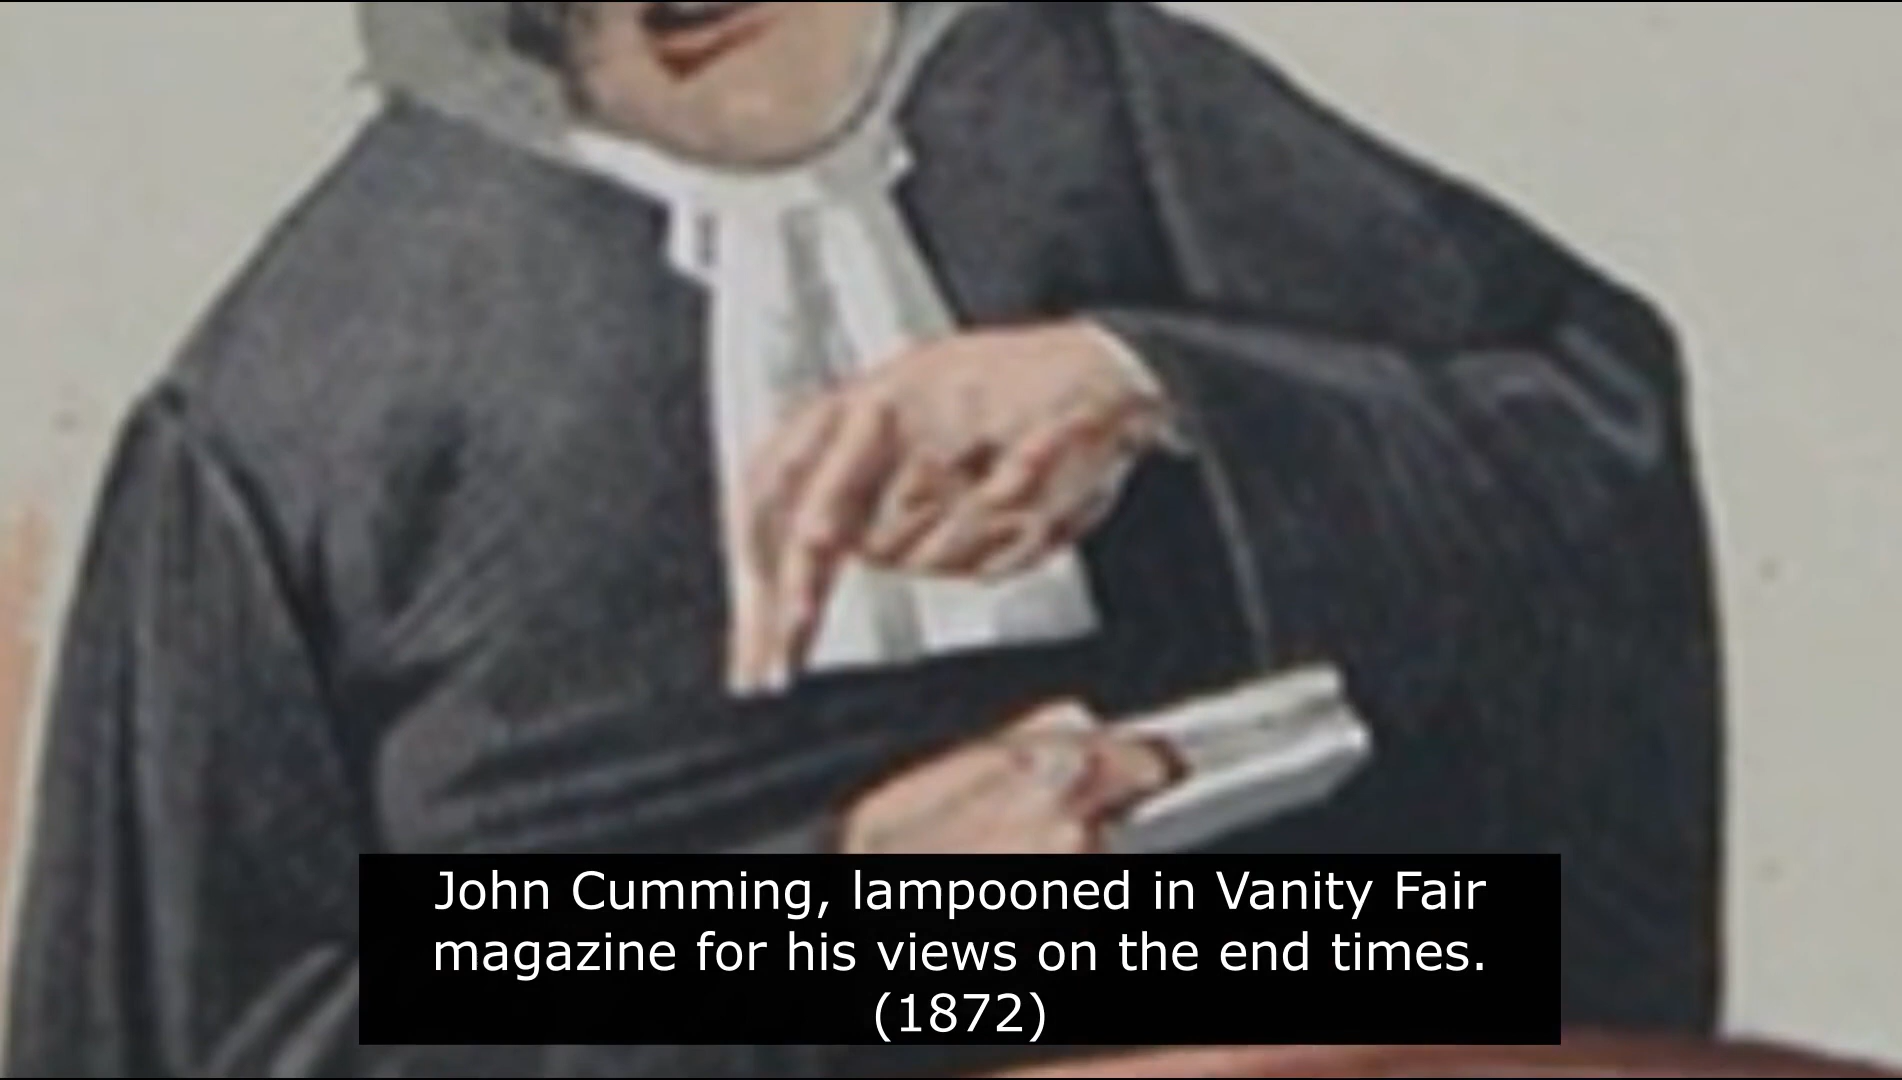 John Cumming, lampooned in Vanity Fair
magazine for his views on the end times.
(1872)